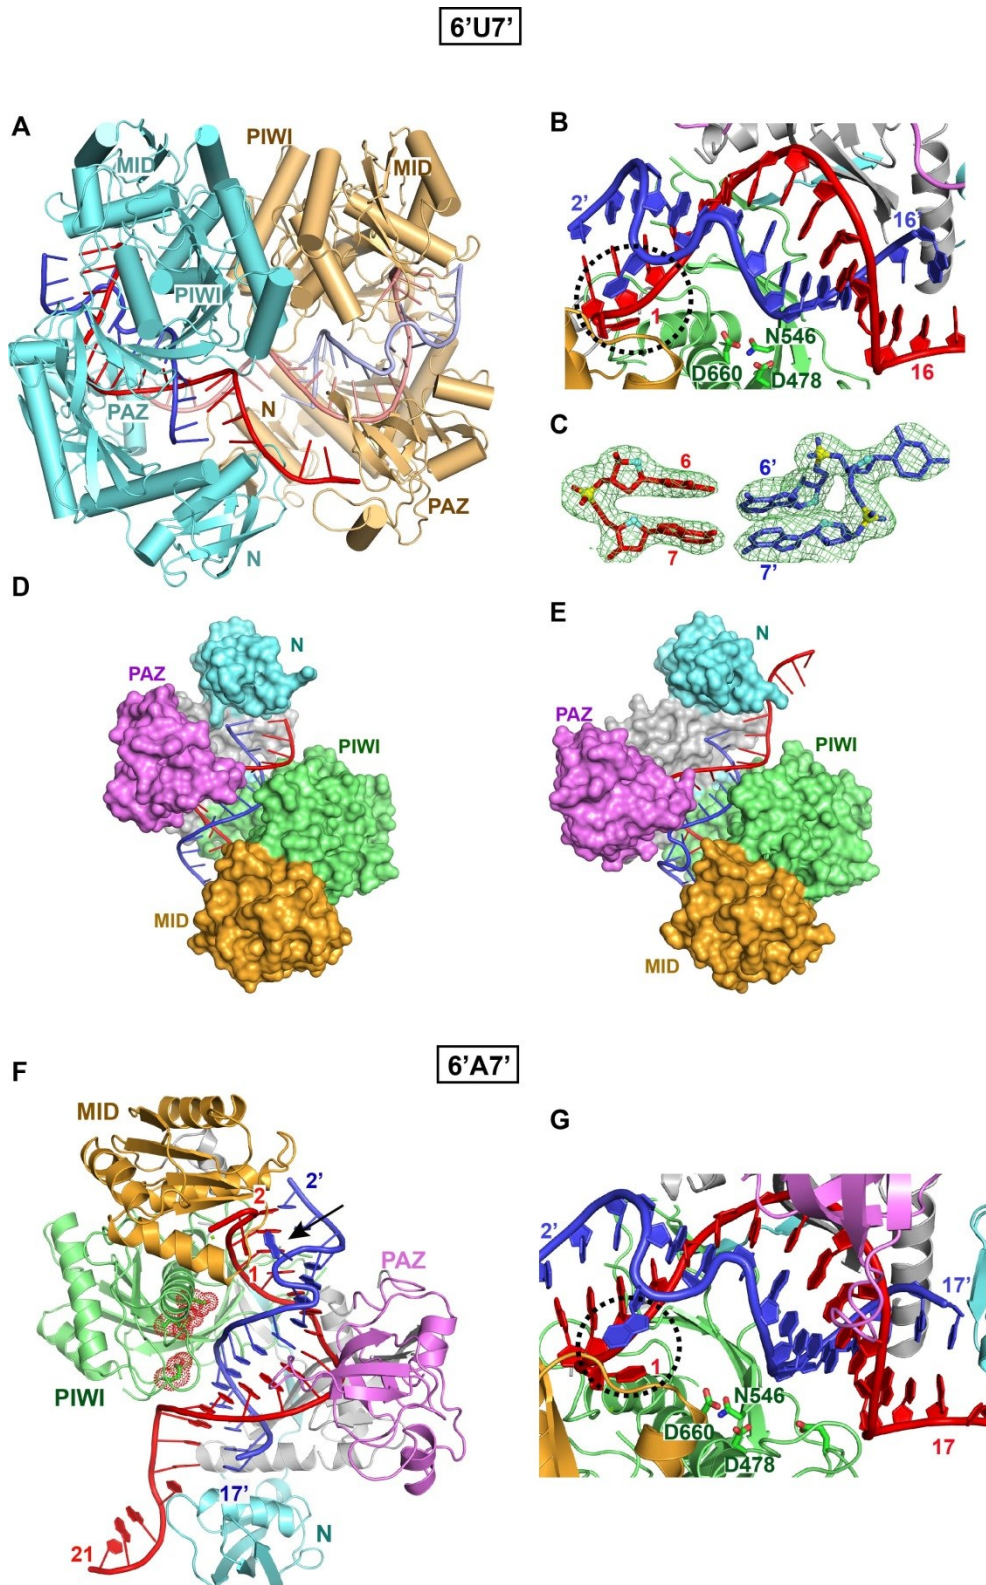 6'U7'
A
MID
PIWI
MID
PIWI
PAZ
N
N
PAZ
B
2'
16'
1
N546
D660
D478
16
C
6
6'
7
7'
D
N
PAZ
PIWI
MID
E
N
PAZ
PIWI
MID
6'A7'
F
MID
2
2'
1
PAZ
PIWI
17'
N
21
G
2'
17'
1
N546
D660
D478
17